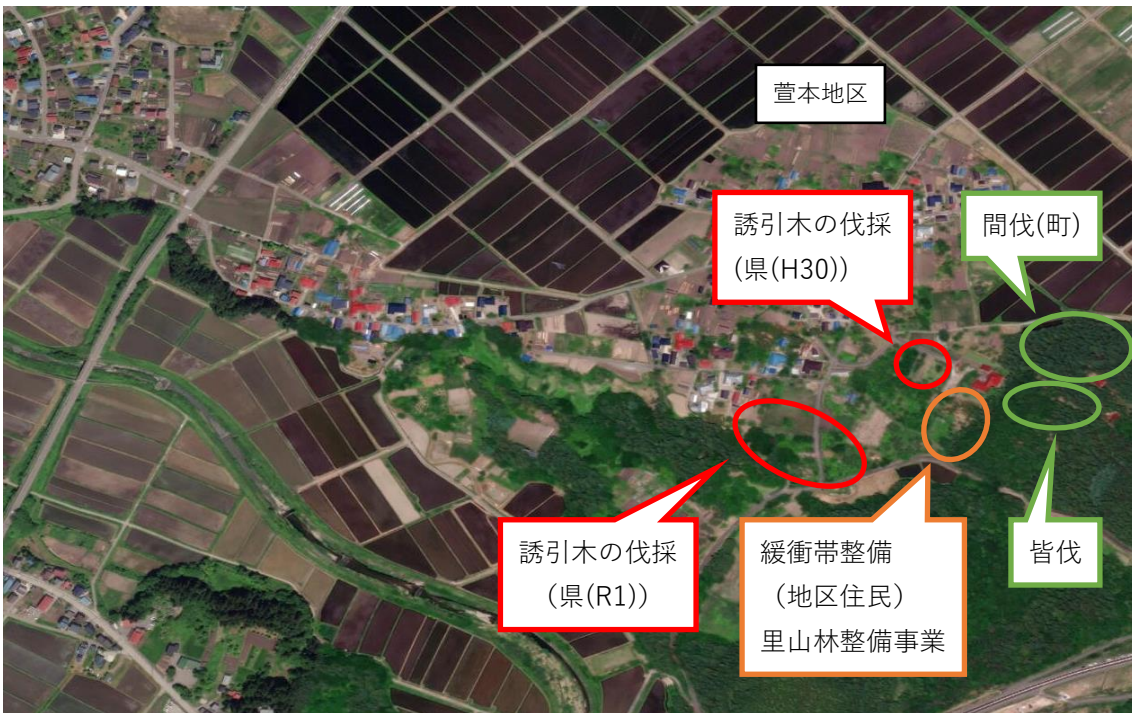 萱本地区
誘引木の伐採
(県(H30))
間伐(町)
誘引木の伐採
（県(R1)）
緩衝帯整備
（地区住民）
里山林整備事業
皆伐